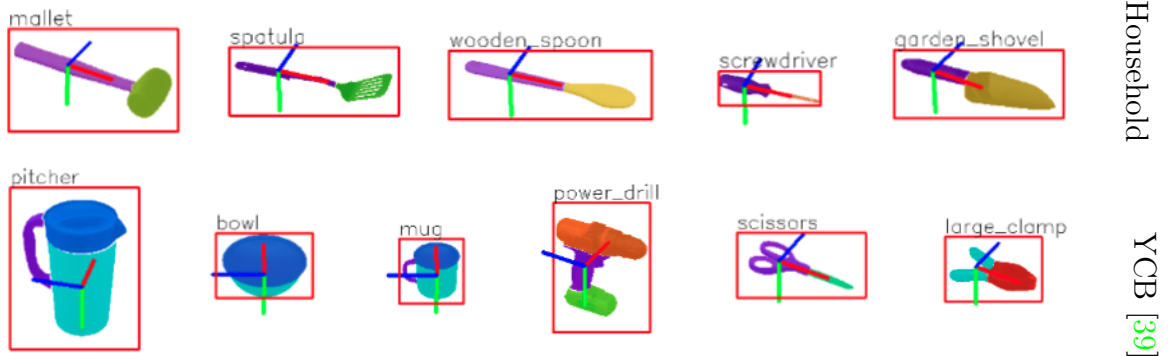 mallet
spatula
wooden_spoon
screwdriver
garden_shovel
Household
pitcher
bowl
mug
power_drill
scissors
large_clamp
YCB [39]